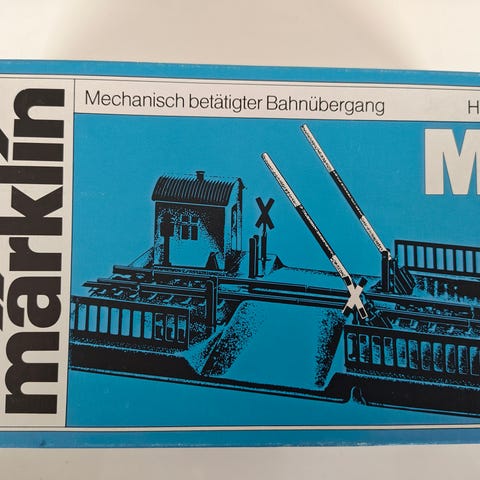 märklin
Mechanisch betätigter Bahnübergang
H
M